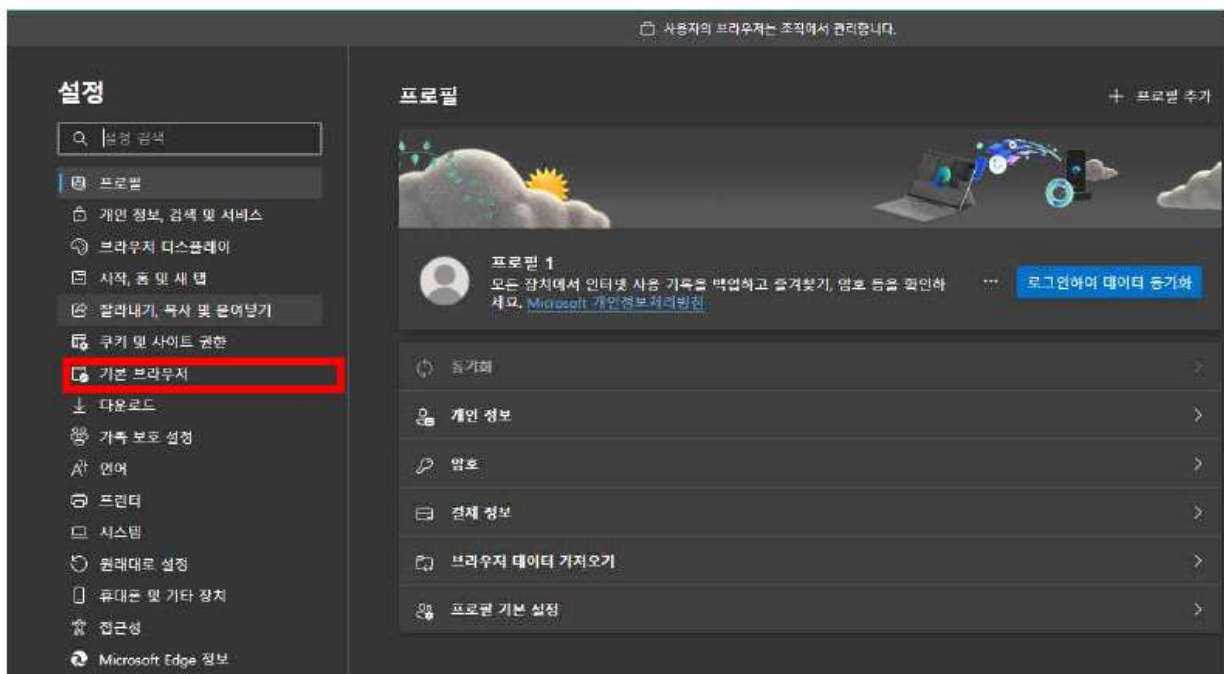 사용자의 브라우저는 조직에서 관리합니다.
설정
설정 검색
프로필
개인 정보, 검색 및 서비스
브라우저 디스플레이
시작, 홈 및 새 탭
잘라내기, 복사 및 붙여넣기
쿠키 및 사이트 권한
기본 브라우저
다운로드
가족 보호 설정
언어
프린터
시스템
원래대로 설정
휴대폰 및 기타 장치
접근성
Microsoft Edge 정보
프로필
프로필 추가
프로필 1
모든 장치에서 인터넷 사용 기록을 백업하고 즐겨찾기, 암호 등을 확인하
세요. Microsoft 개인정보처리방침
로그인하여 데이터 동기화
동기화
개인 정보
암호
결제 정보
브라우저 데이터 가져오기
프로필 기본 설정